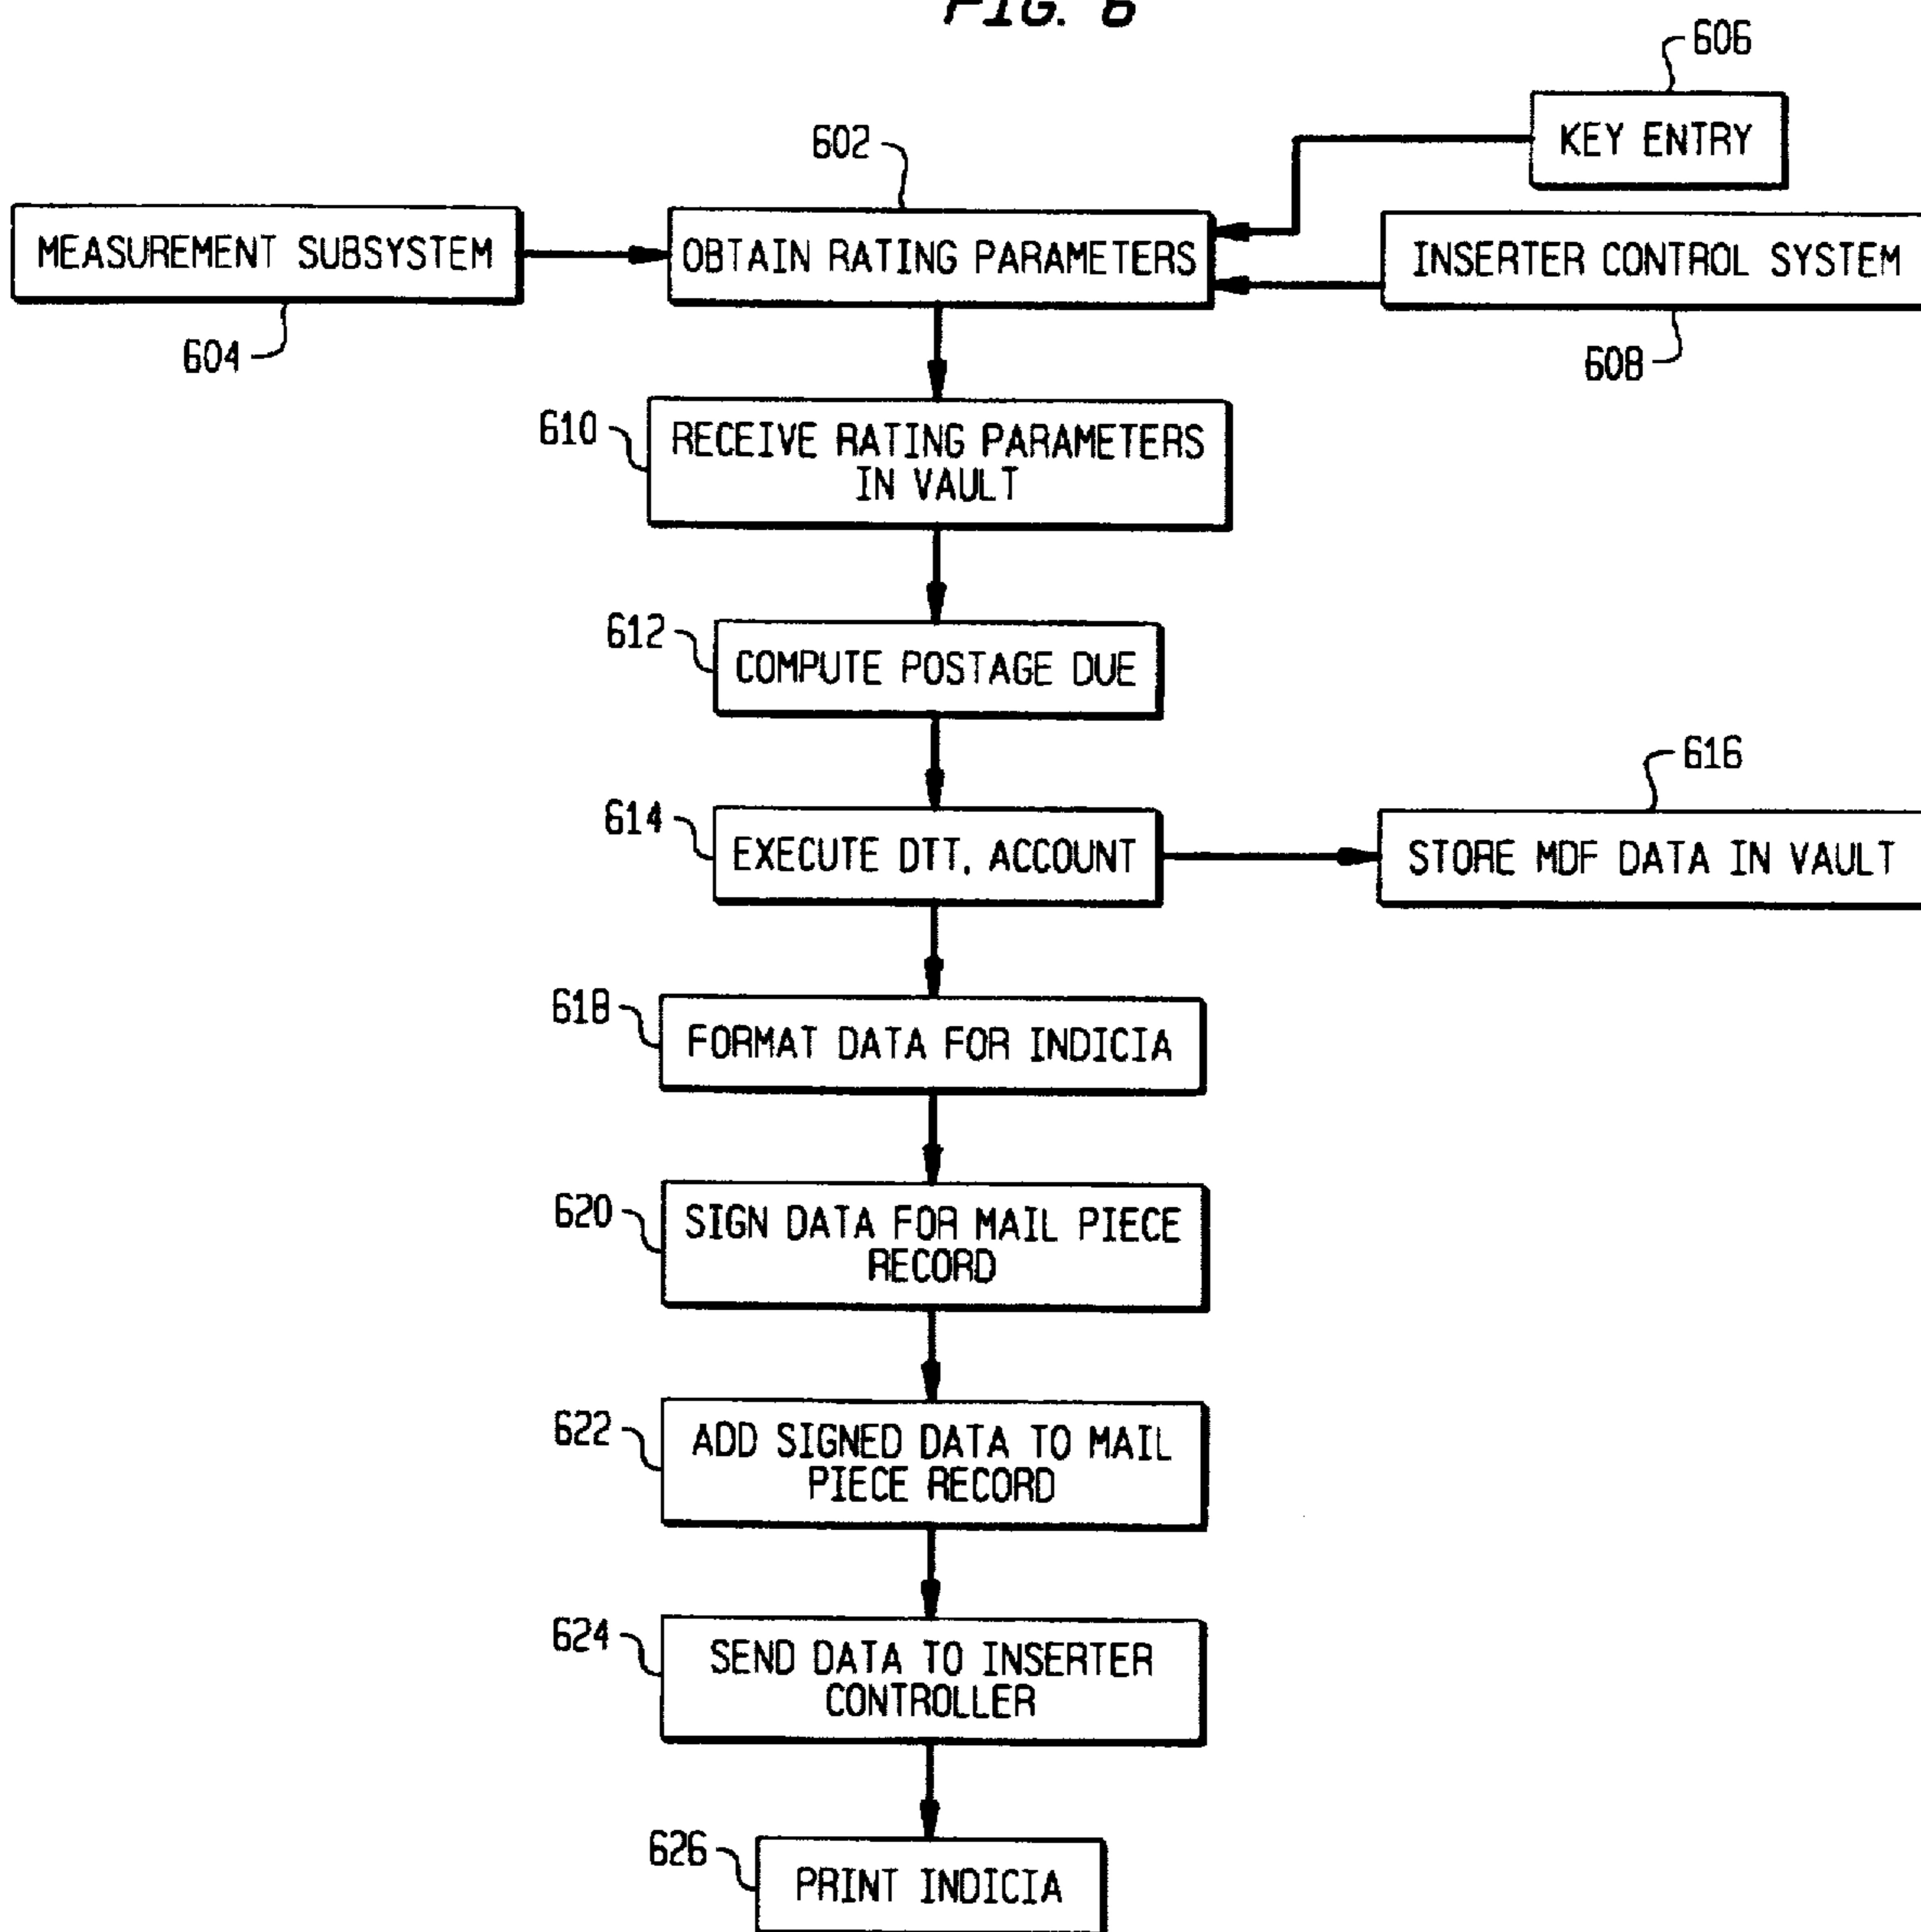 FIG. 6
606
KEY ENTRY
602
MEASUREMENT SUBSYSTEM
OBTAIN RATING PARAMETERS
INSERTER CONTROL SYSTEM
604
608
610
RECEIVE RATING PARAMETERS
IN VAULT
612
COMPUTE POSTAGE DUE
616
614
EXECUTE DTT, ACCOUNT
STORE MDF DATA IN VAULT
618
FORMAT DATA FOR INDICIA
620
SIGN DATA FOR MAIL PIECE
RECORD
622
ADD SIGNED DATA TO MAIL
PIECE RECORD
624
SEND DATA TO INSERTER
CONTROLLER
626
PRINT INDICIA